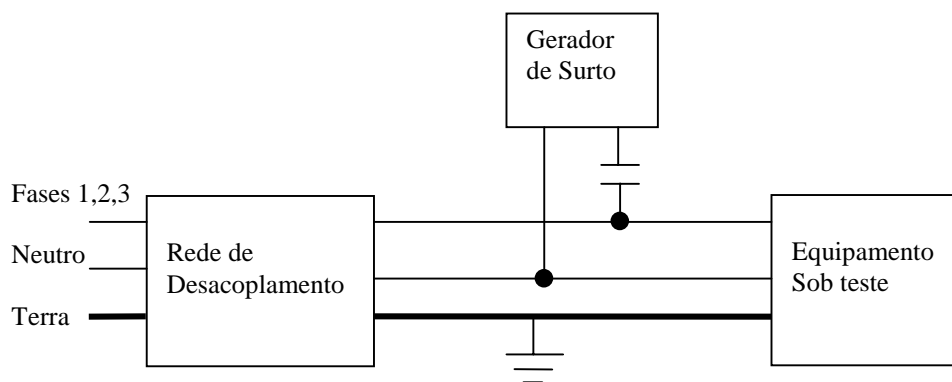 Gerador
de Surto
Fases 1,2,3
Neutro
Rede de
Desacoplamento
Equipamento
Sob teste
Terra